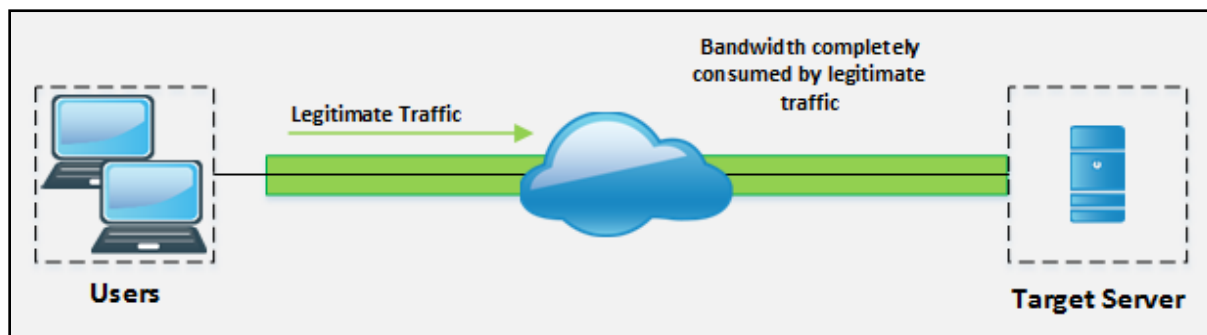 Bandwidth completely
consumed by legitimate
traffic
Legitimate Traffic
Users
Target Server